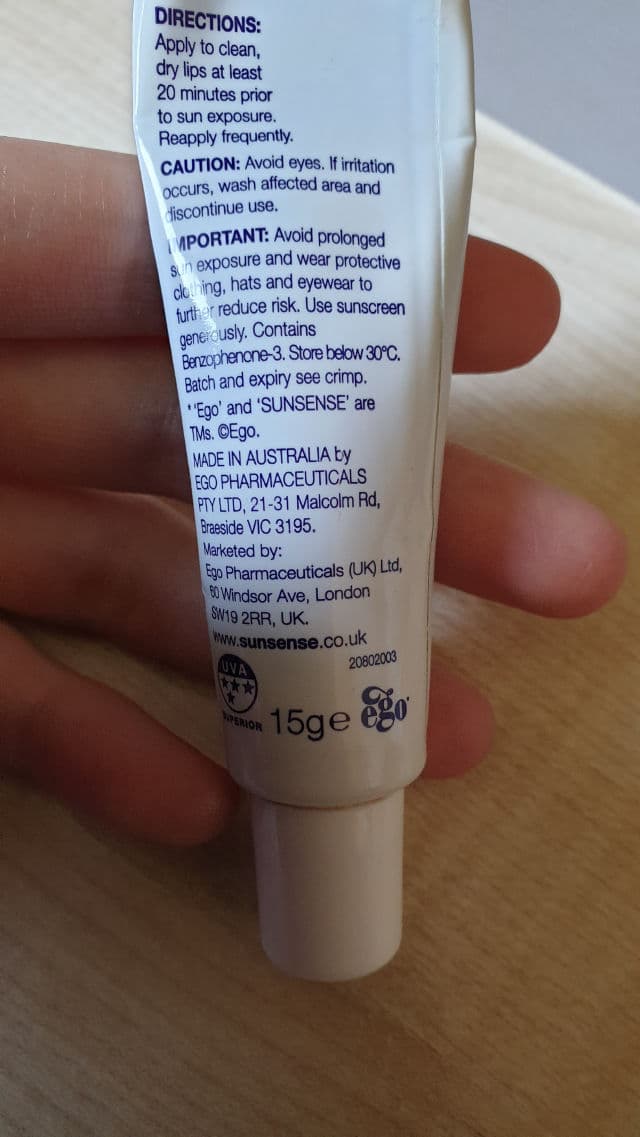 DIRECTIONS:
Apply to clean,
dry lips at least
20 minutes prior
to sun exposure.
Reapply frequently.
CAUTION: Avoid eyes. If irritation
occurs, wash affected area and
discontinue use.
IMPORTANT: Avoid prolonged
sun exposure and wear protective
clothing, hats and eyewear to
further reduce risk. Use sunscreen
generously. Contains
Benzophenone-3. Store below 30°C.
Batch and expiry see crimp.
*'Ego' and 'SUNSENSE' are
TMs. ©Ego.
MADE IN AUSTRALIA by
EGO PHARMACEUTICALS
PTY LTD, 21-31 Malcolm Rd,
Braeside VIC 3195.
Marketed by:
Ego Pharmaceuticals (UK) Ltd,
60 Windsor Ave, London
SW19 2RR, UK.
www.sunsense.co.uk
20802003
UVA
SUPERIOR
15g e
ego